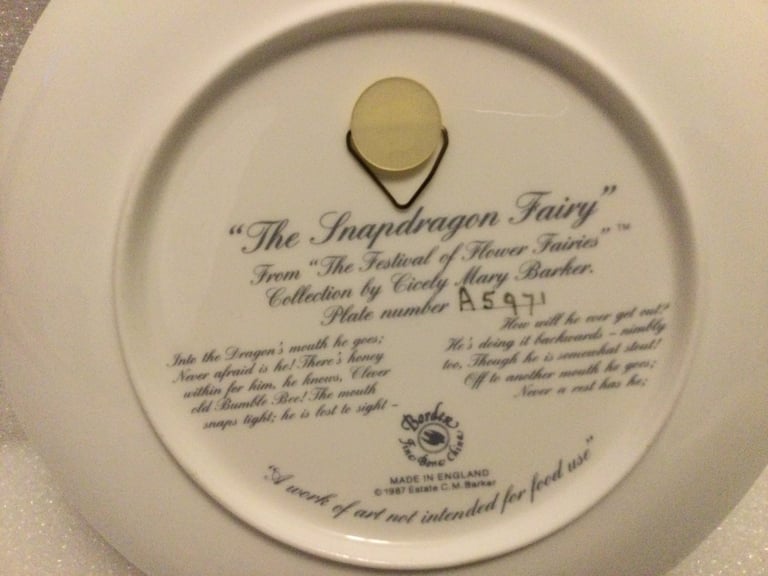 "The Snapdragon Fairy"
From "The Festival of Flower Fairies"™
Collection by Cicely Mary Barker.
Plate number A5971
Into the Dragon's mouth he goes;
Never afraid is he! There's honey
within for him, he knows, Clever
old Bumble Bee! The mouth
snaps tight; he is lost to sight –
How will he ever get out?
He's doing it backwards – nimbly
too, Though he is somewhat stout!
Off to another mouth he goes;
Never a rest has he;
Border
Fine Bone China
MADE IN ENGLAND
©1987 Estate C.M. Barker
"A work of art not intended for food use"